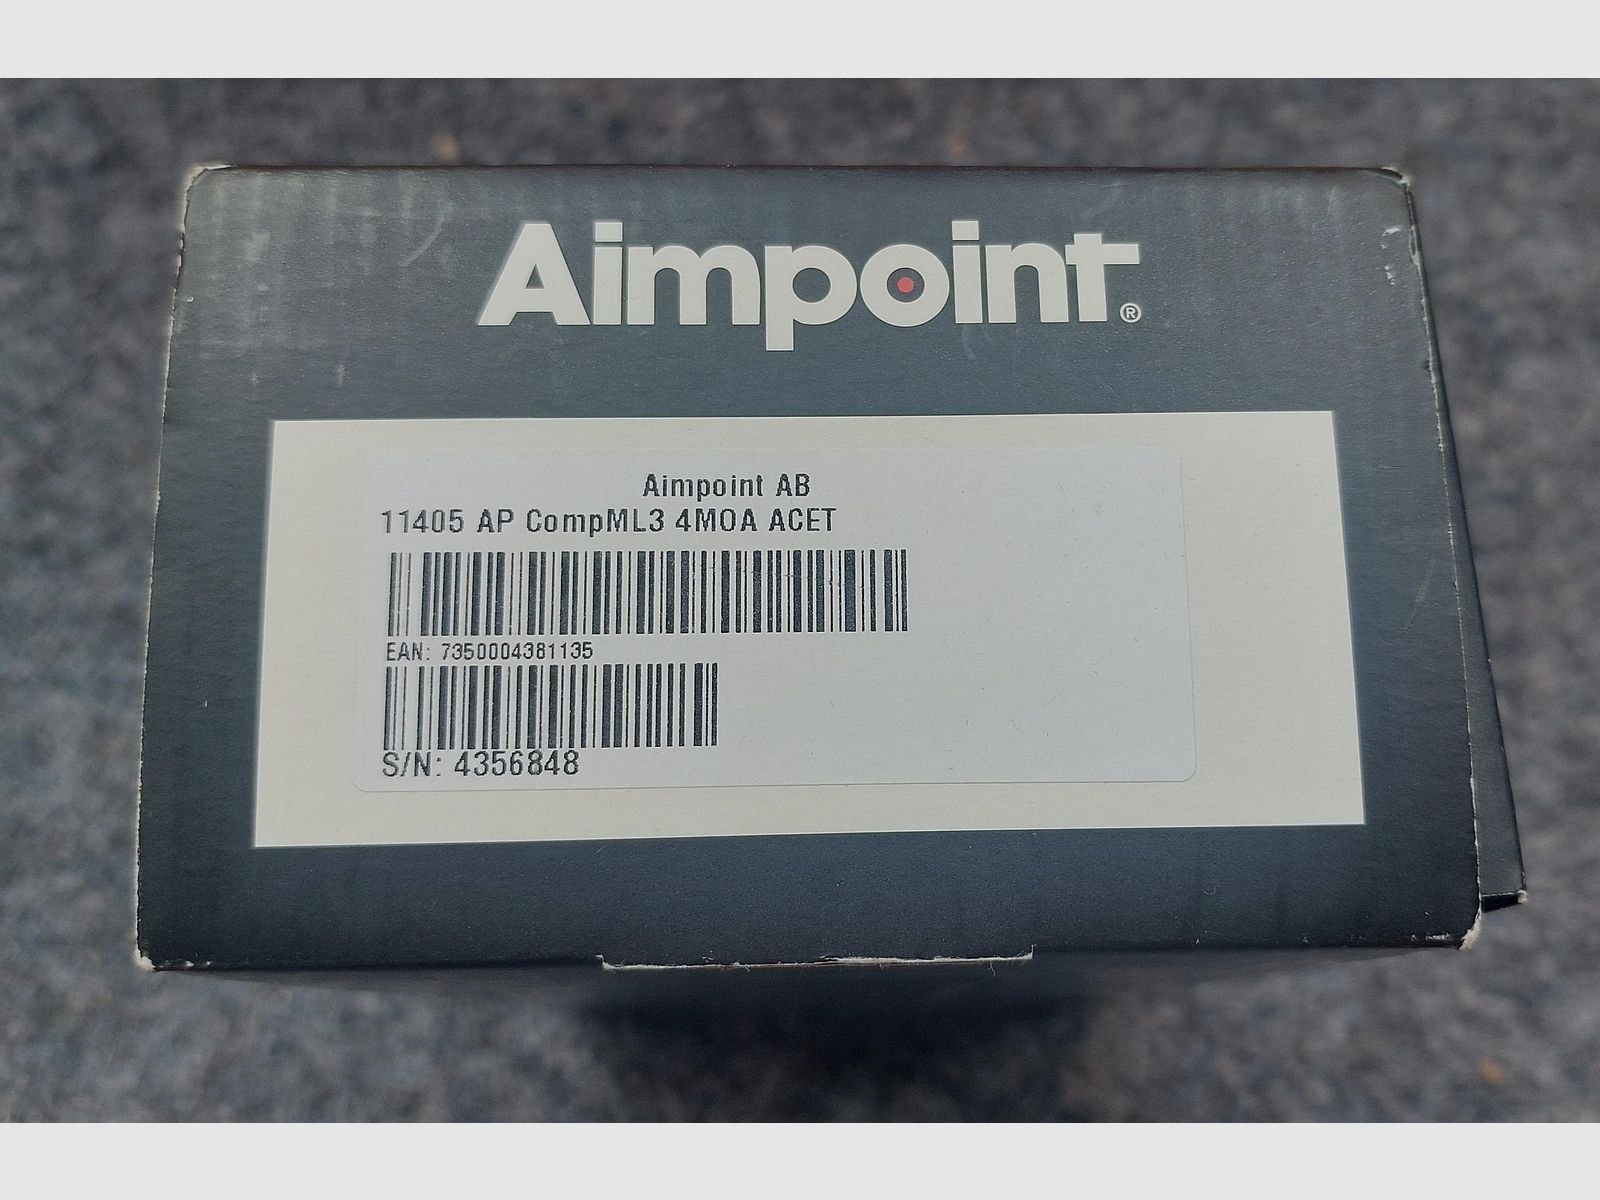 Aimpoint®
Aimpoint AB
11405 AP CompML3 4MOA ACET
EAN: 7350004381135
S/N: 4356848